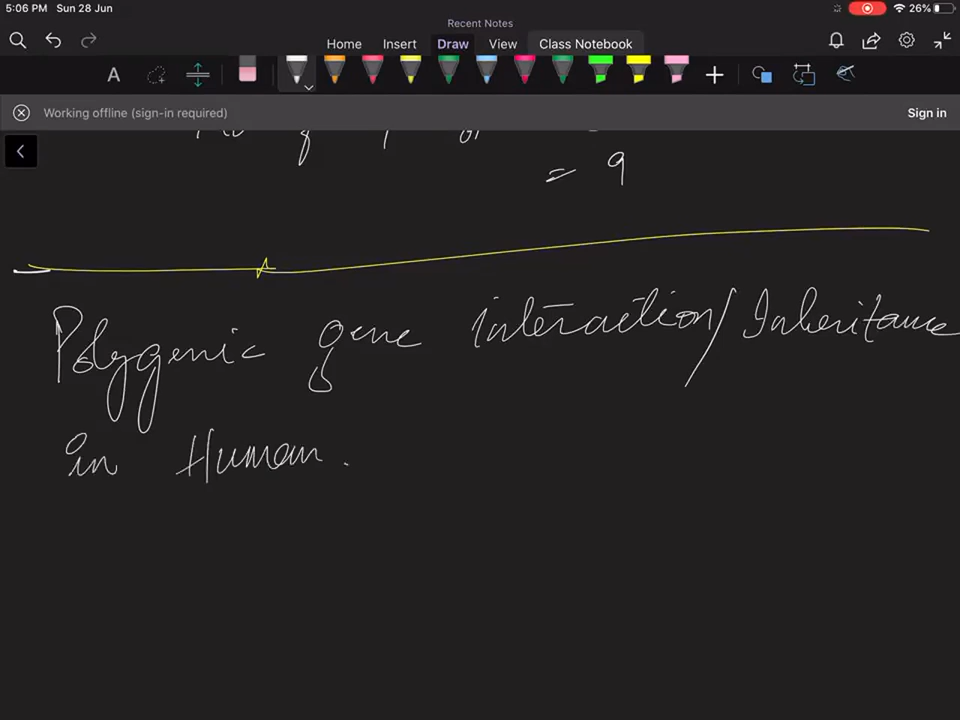 5:06 PM Sun 28 Jun
26%
Recent Notes
Home Insert Draw View Class Notebook
A
Working offline (sign-in required)
Sign in
= 9
Polygenic gene interaction/Inheritance
in Human.